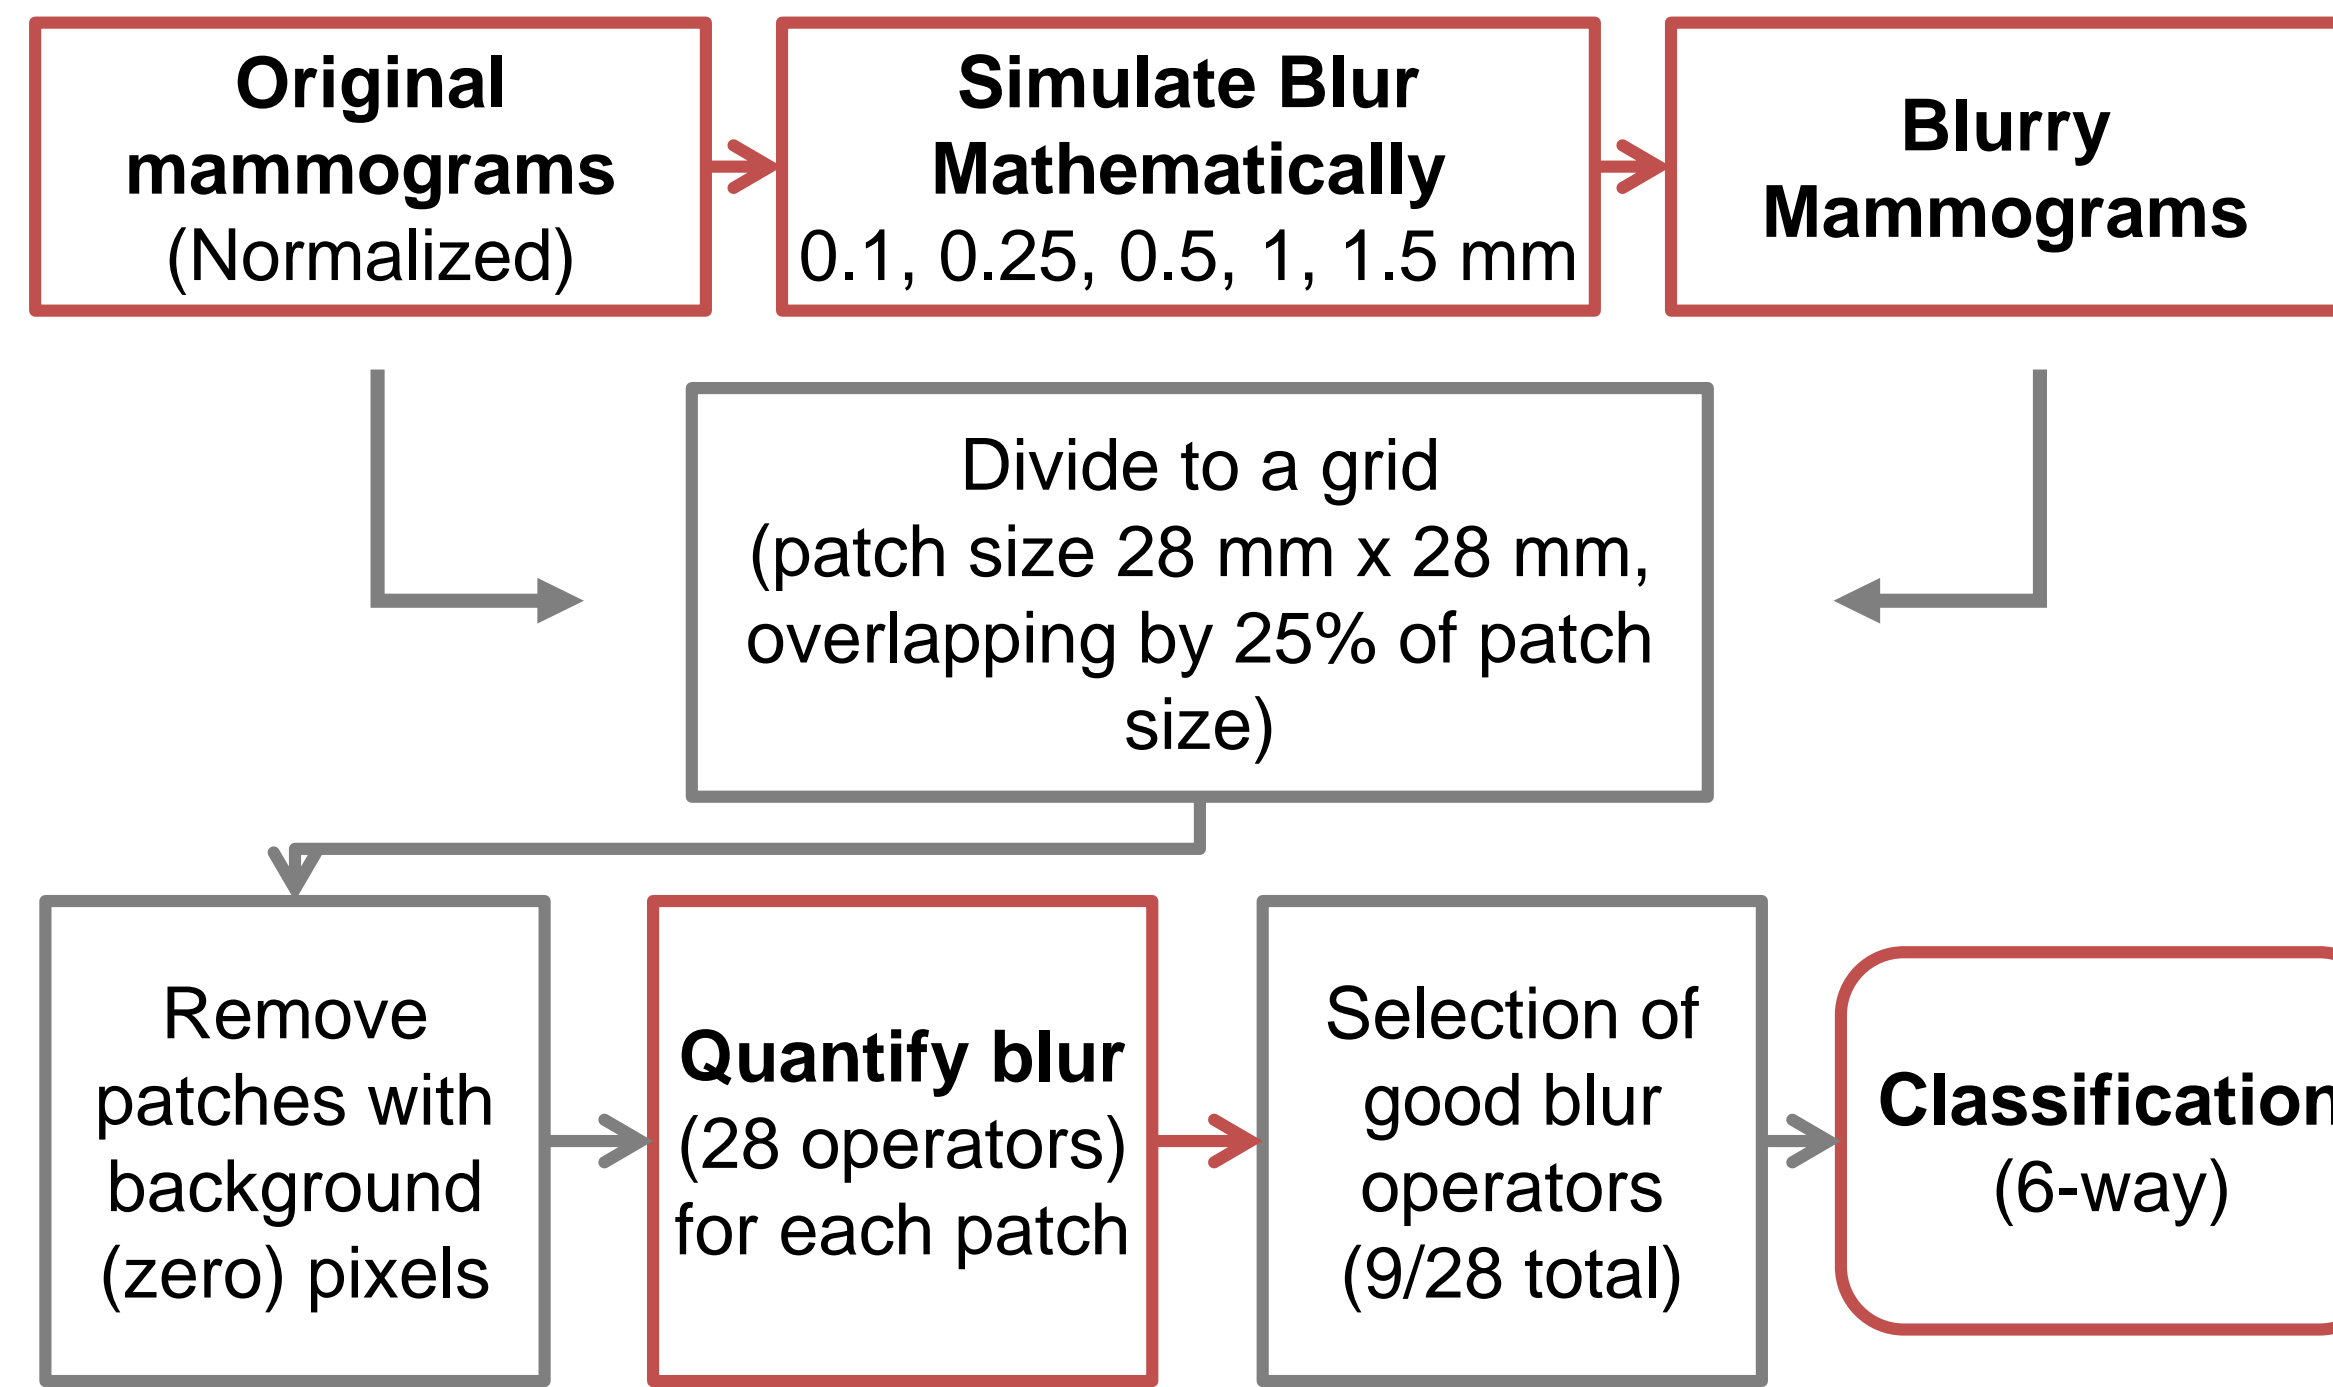 Original
mammograms
(Normalized)
Simulate Blur
Mathematically
0.1, 0.25, 0.5, 1, 1.5 mm
Blurry
Mammograms
Divide to a grid
(patch size 28 mm x 28 mm,
overlapping by 25% of patch
size)
Remove
patches with
background
(zero) pixels
Quantify blur
(28 operators)
for each patch
Selection of
good blur
operators
(9/28 total)
Classification
(6-way)